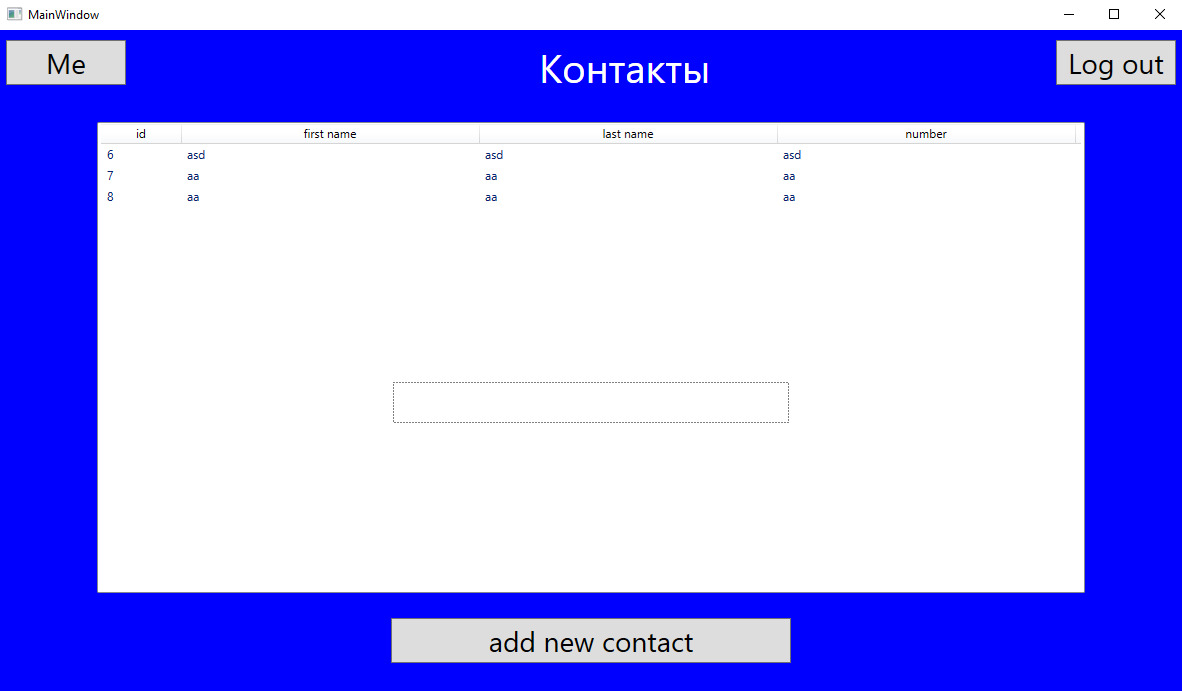 MainWindow
Me
Контакты
Log out
id first name last name number
6 asd asd asd
7 aa aa aa
8 aa aa aa
add new contact